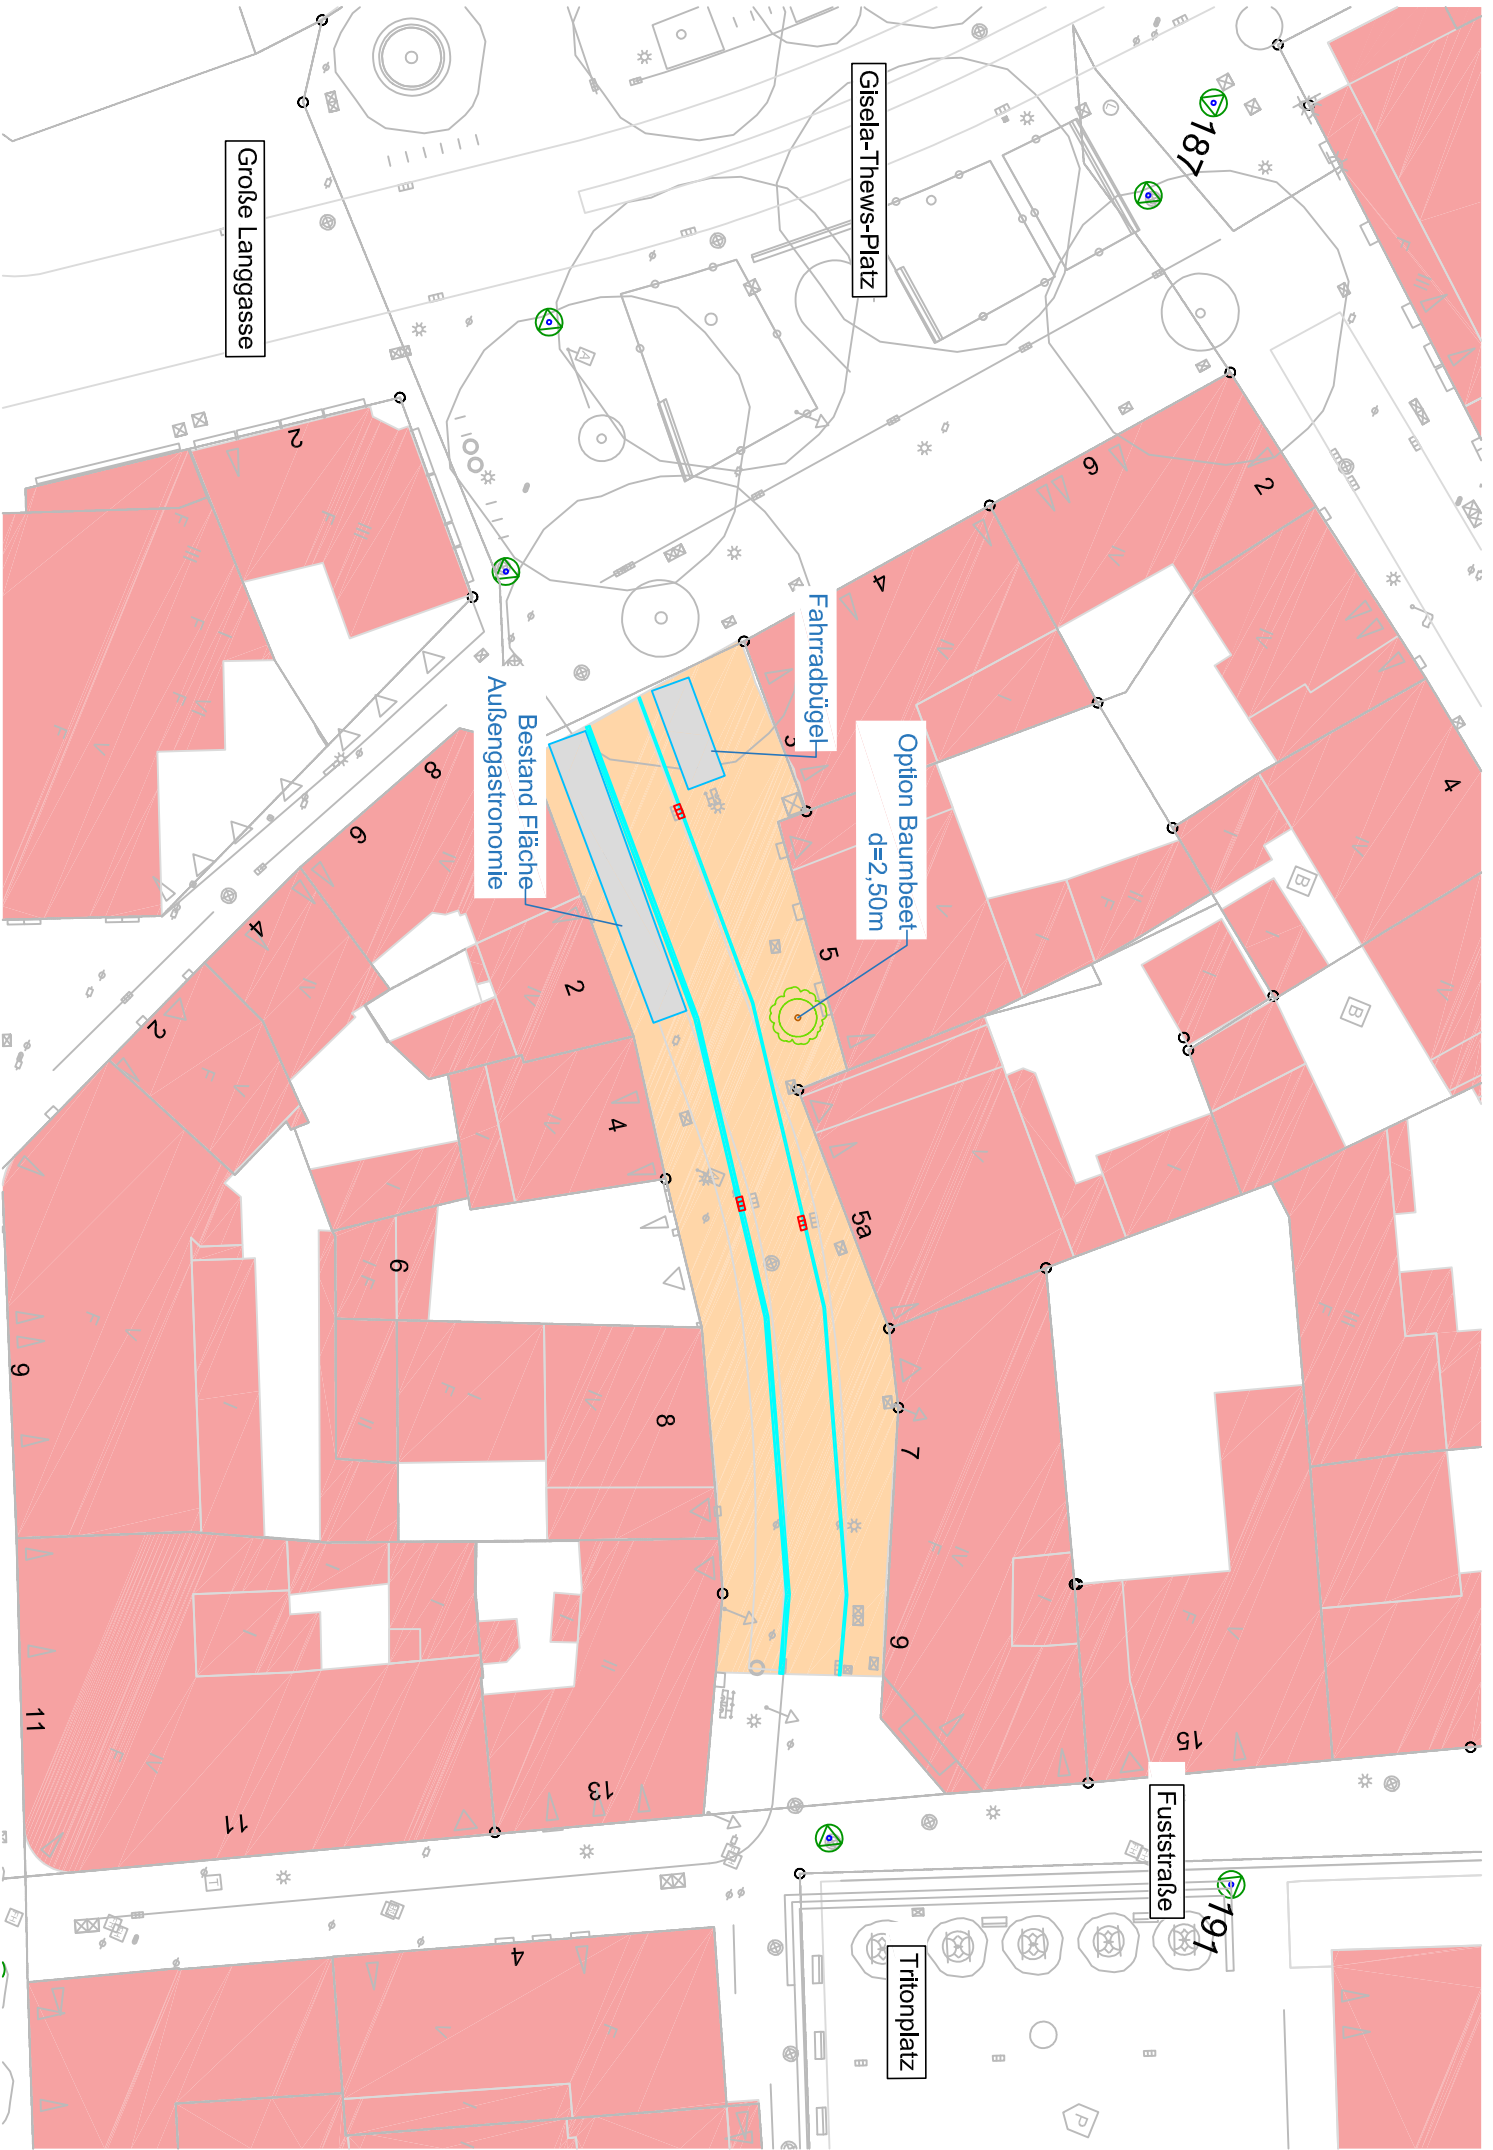 Große Langgasse
Gisela-Thews-Platz
187
2
6
2
4
3
4
Fahrradbügel
Option Baumbeet
d=2,50m
Bestand Fläche
Außengastronomie
8
6
4
2
2
5
4
5a
6
8
7
9
9
11
11
13
15
Fuststraße
191
Tritonplatz
4
B
B
A
T
P
L